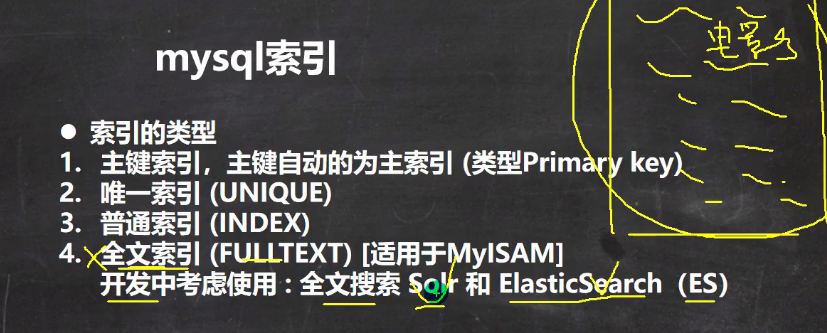 mysql索引
● 索引的类型
1. 主键索引，主键自动的为主索引 (类型Primary key)
2. 唯一索引 (UNIQUE)
3. 普通索引 (INDEX)
4. 全文索引 (FULLTEXT) [适用于MyISAM]
开发中考虑使用 : 全文搜索 Solr 和 ElasticSearch（ES）